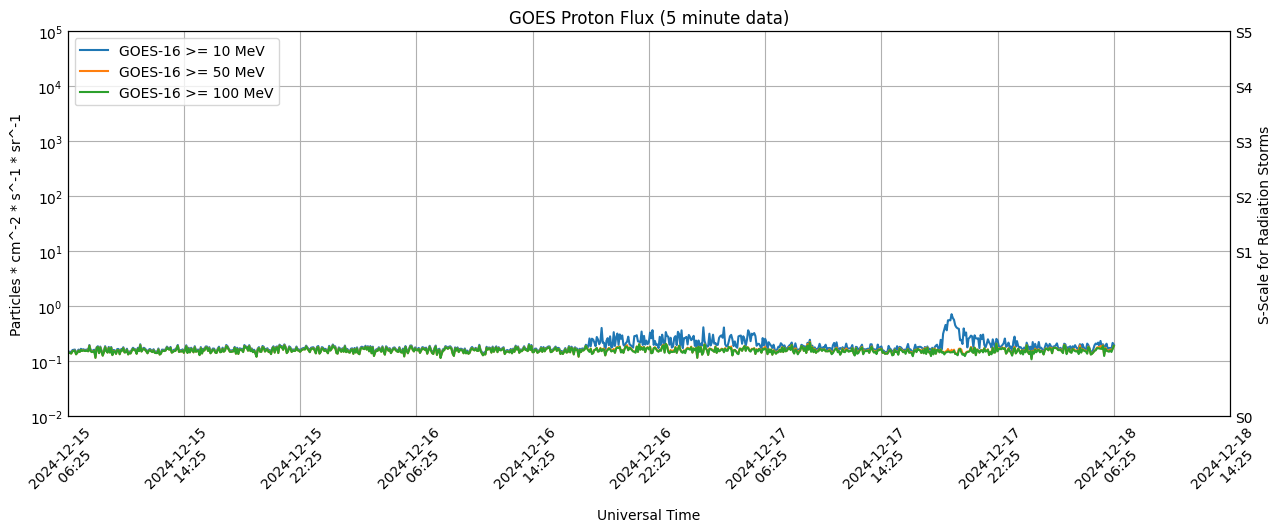 GOES Proton Flux (5 minute data)
GOES-16 >= 10 MeV
GOES-16 >= 50 MeV
GOES-16 >= 100 MeV
10^5
10^4
10^3
10^2
10^1
10^0
10^-1
10^-2
Particles * cm^-2 * s^-1 * sr^-1
S5
S4
S3
S2
S1
S0
S-Scale for Radiation Storms
2024-12-15
06:25
2024-12-15
14:25
2024-12-15
22:25
2024-12-16
06:25
2024-12-16
14:25
2024-12-16
22:25
2024-12-17
06:25
2024-12-17
14:25
2024-12-17
22:25
2024-12-18
06:25
2024-12-18
14:25
Universal Time